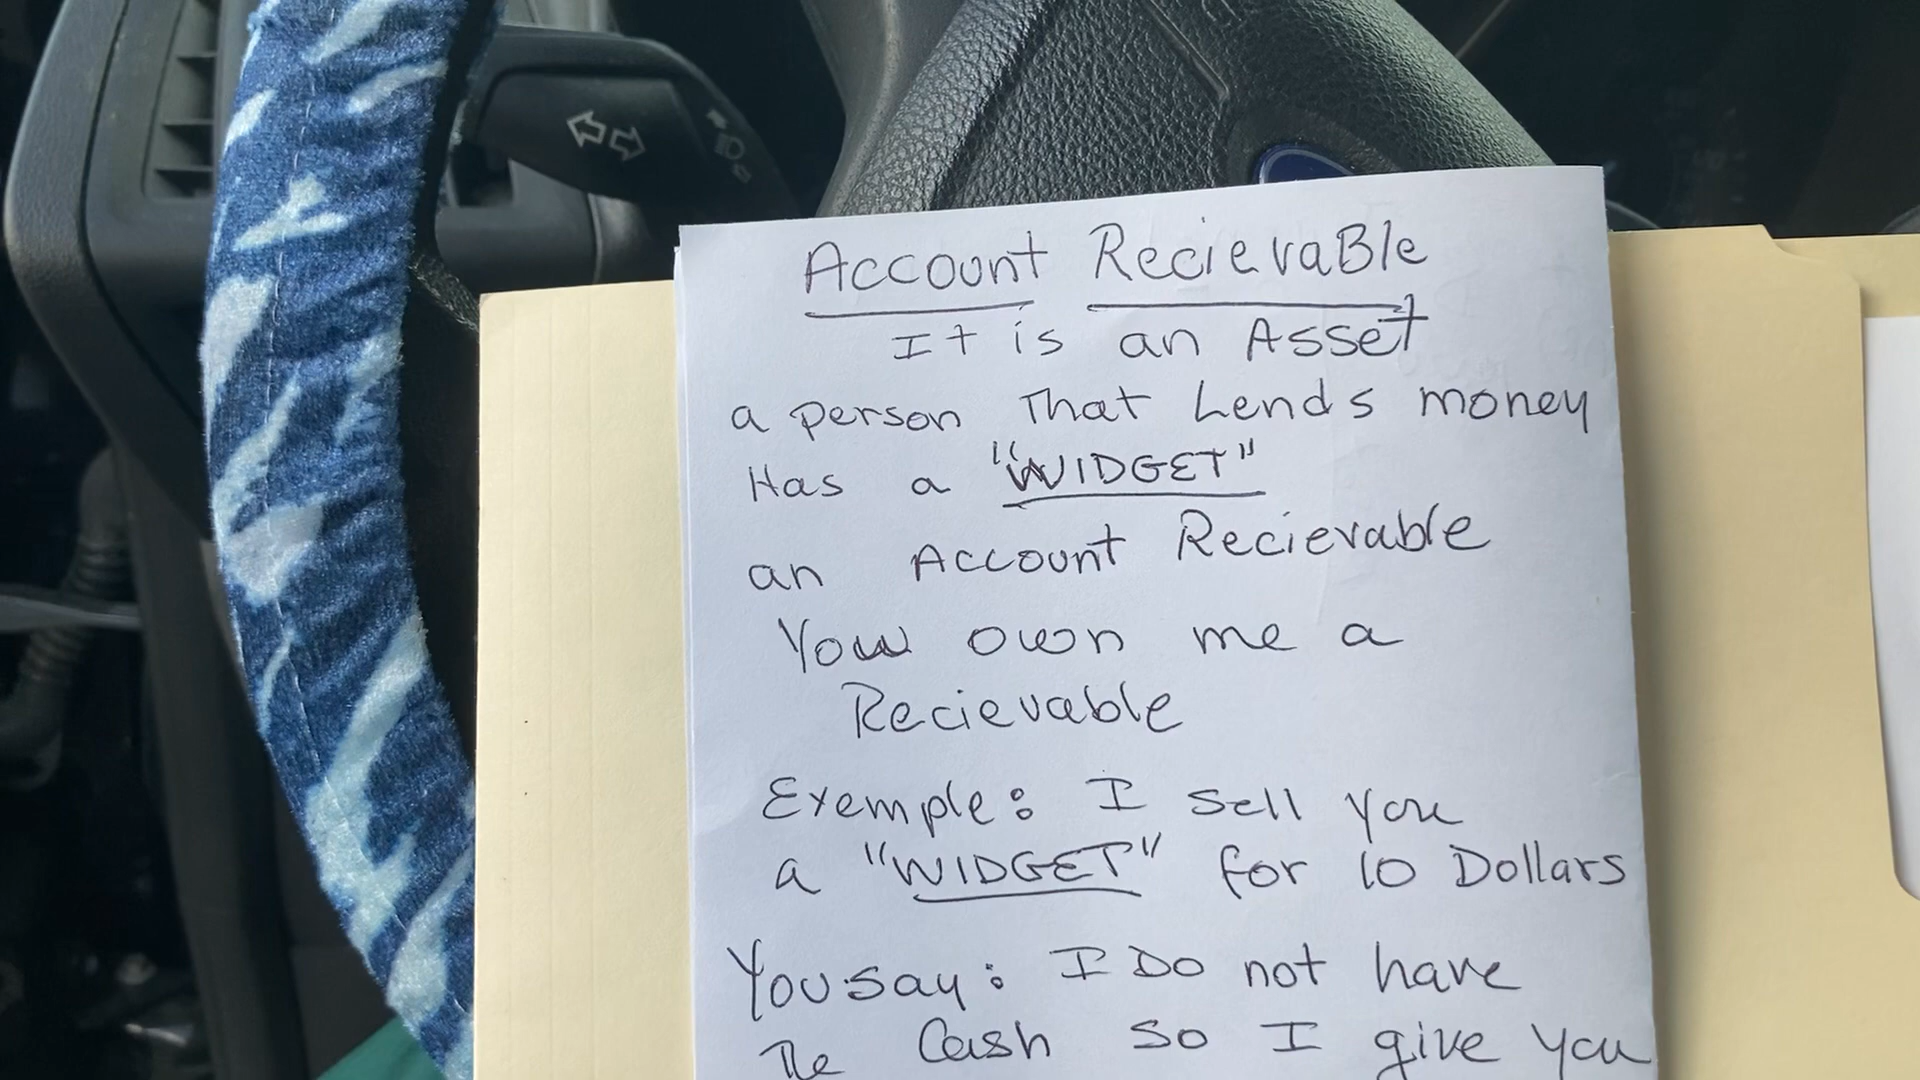 Account RecievaBle
It is an Asset
a person That Lends money
Has a "WIDGET"
an Account Recievable
You own me a
Recievable
Exemple: I sell you
a "WIDGET" for 10 Dollars
You say: I Do not have
The Cash so I give you